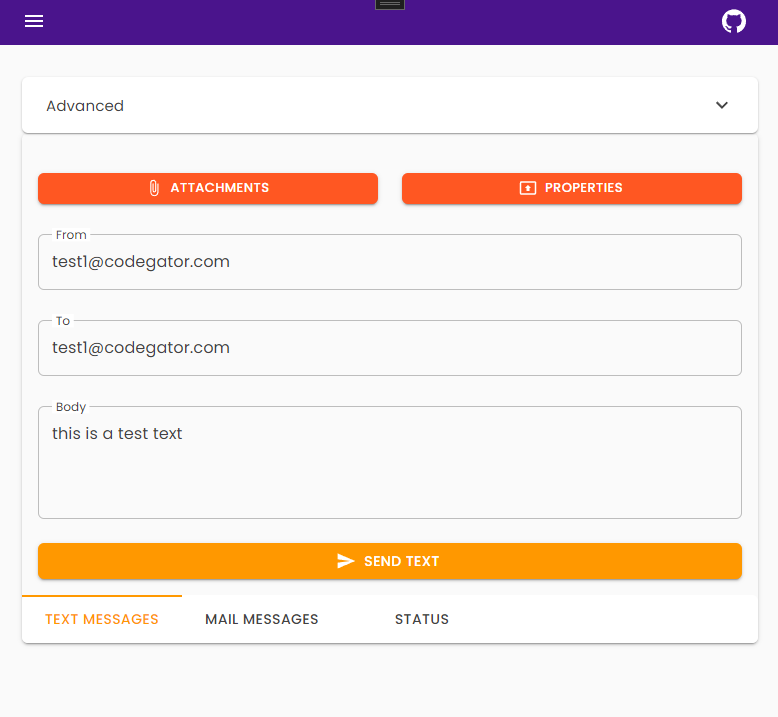 Advanced
ATTACHMENTS PROPERTIES
From
test1@codegator.com
To
test1@codegator.com
Body
this is a test text
SEND TEXT
TEXT MESSAGES MAIL MESSAGES STATUS